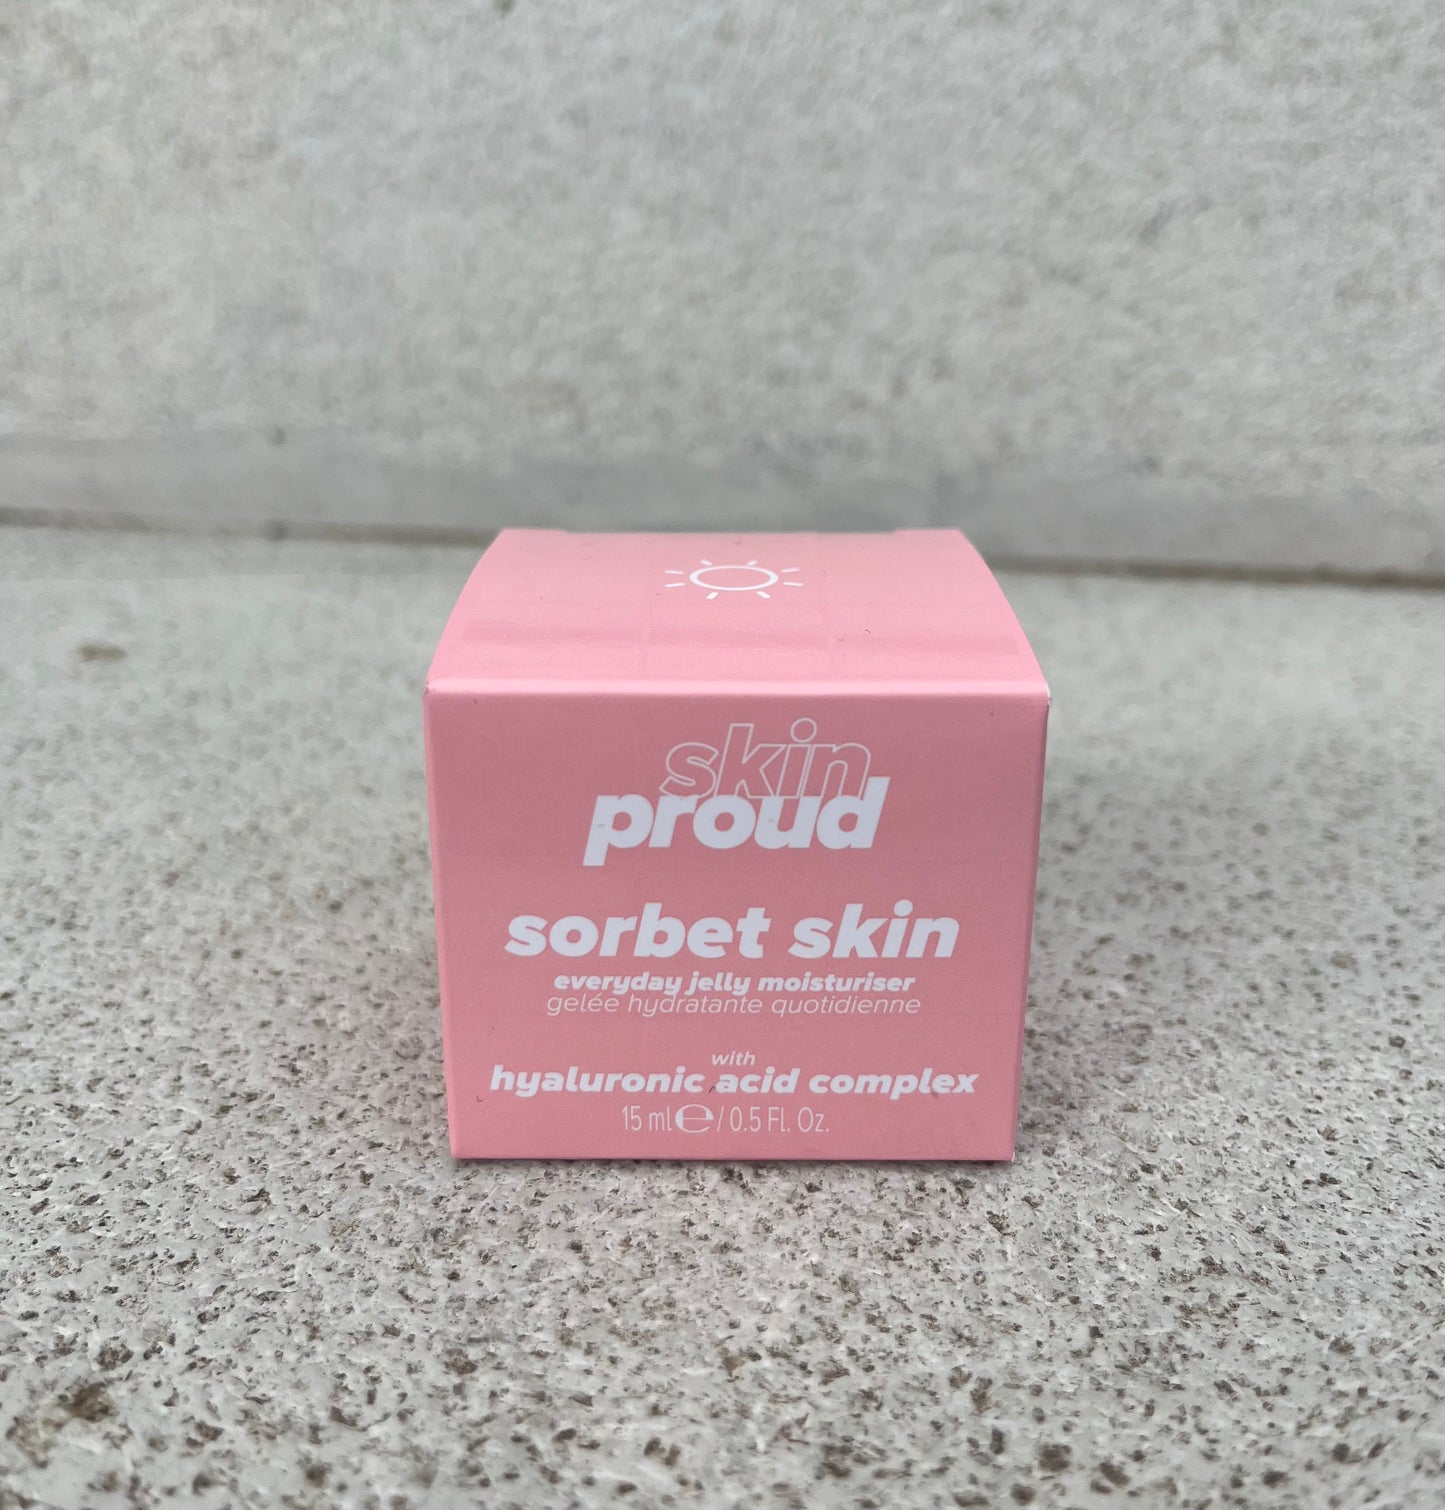 skin
proud
sorbet skin
everyday jelly moisturiser
gelée hydratante quotidienne
with
hyaluronic acid complex
15 ml ℮ / 0.5 Fl. Oz.